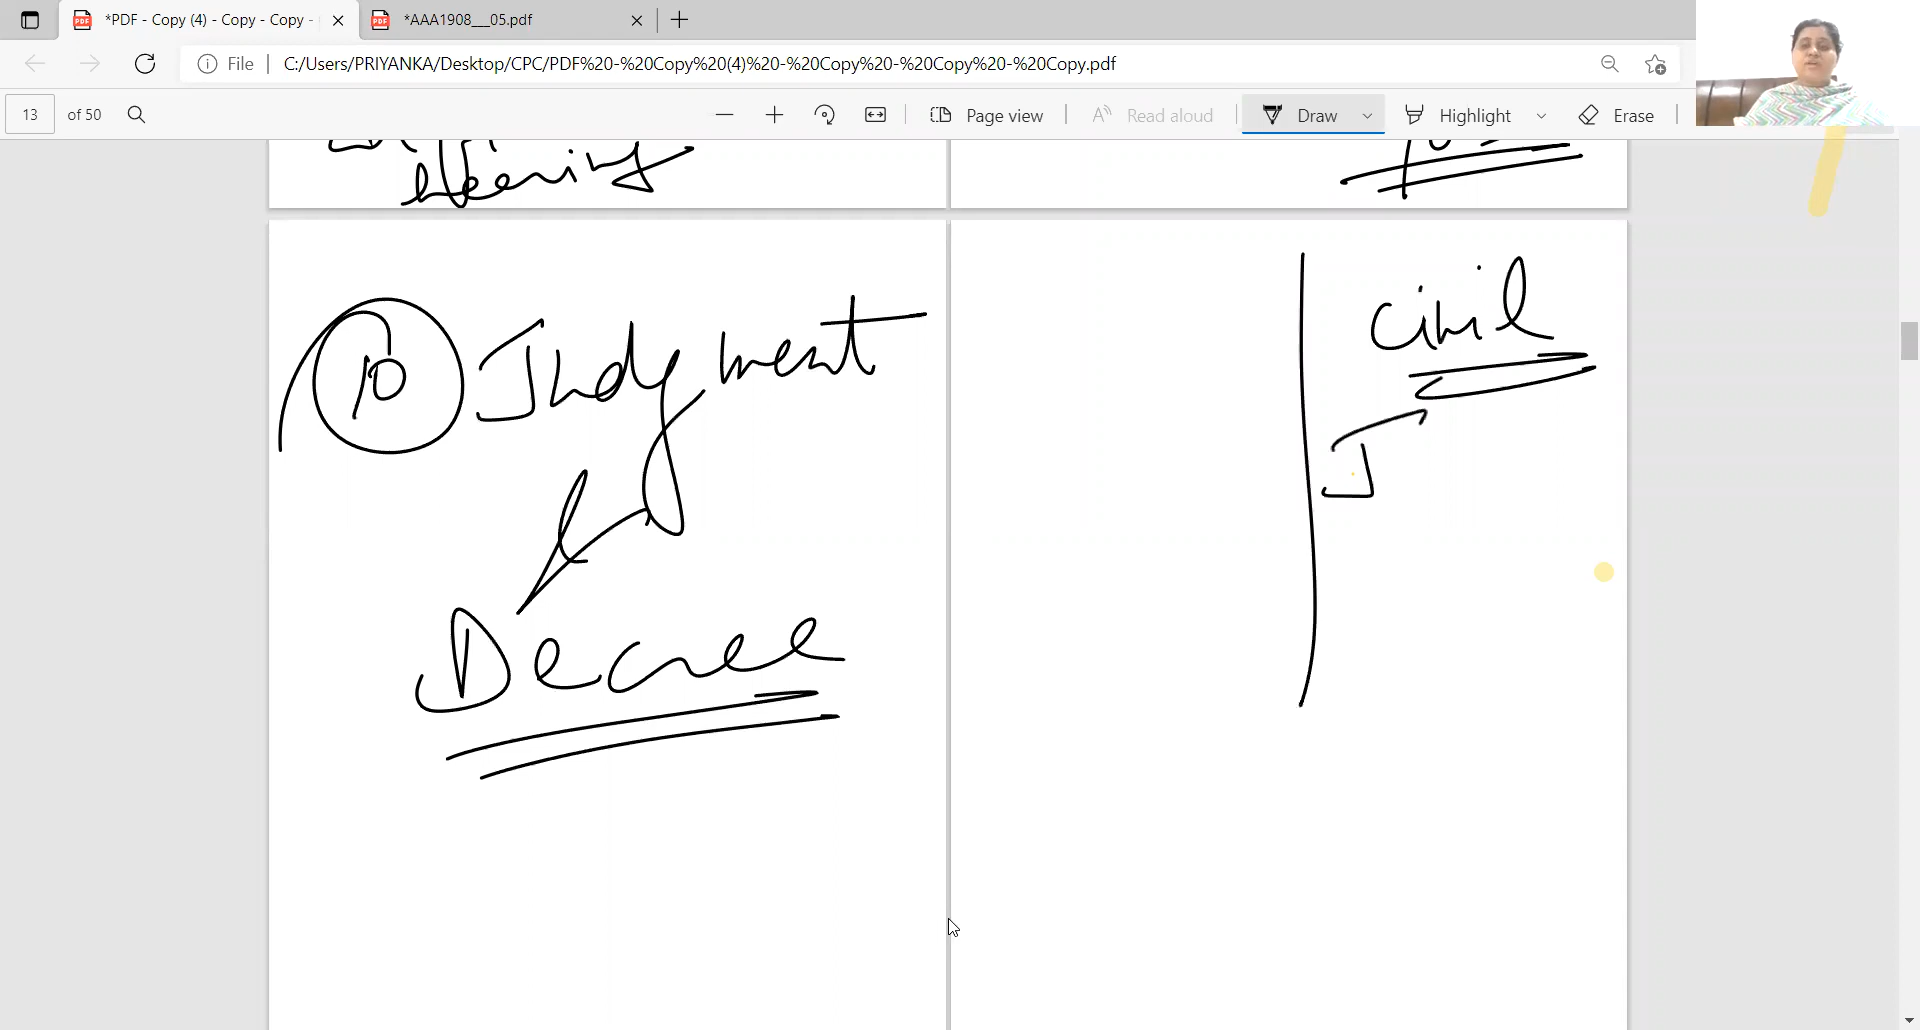 *PDF - Copy (4) - Copy - Copy -
*AAA1908___05.pdf
File
C:/Users/PRIYANKA/Desktop/CPC/PDF%20-%20Copy%20(4)%20-%20Copy%20-%20Copy%20-%20Copy.pdf
13 of 50
Page view
Read aloud
Draw
Highlight
Erase
10 Judgment
Decree
Civil
J